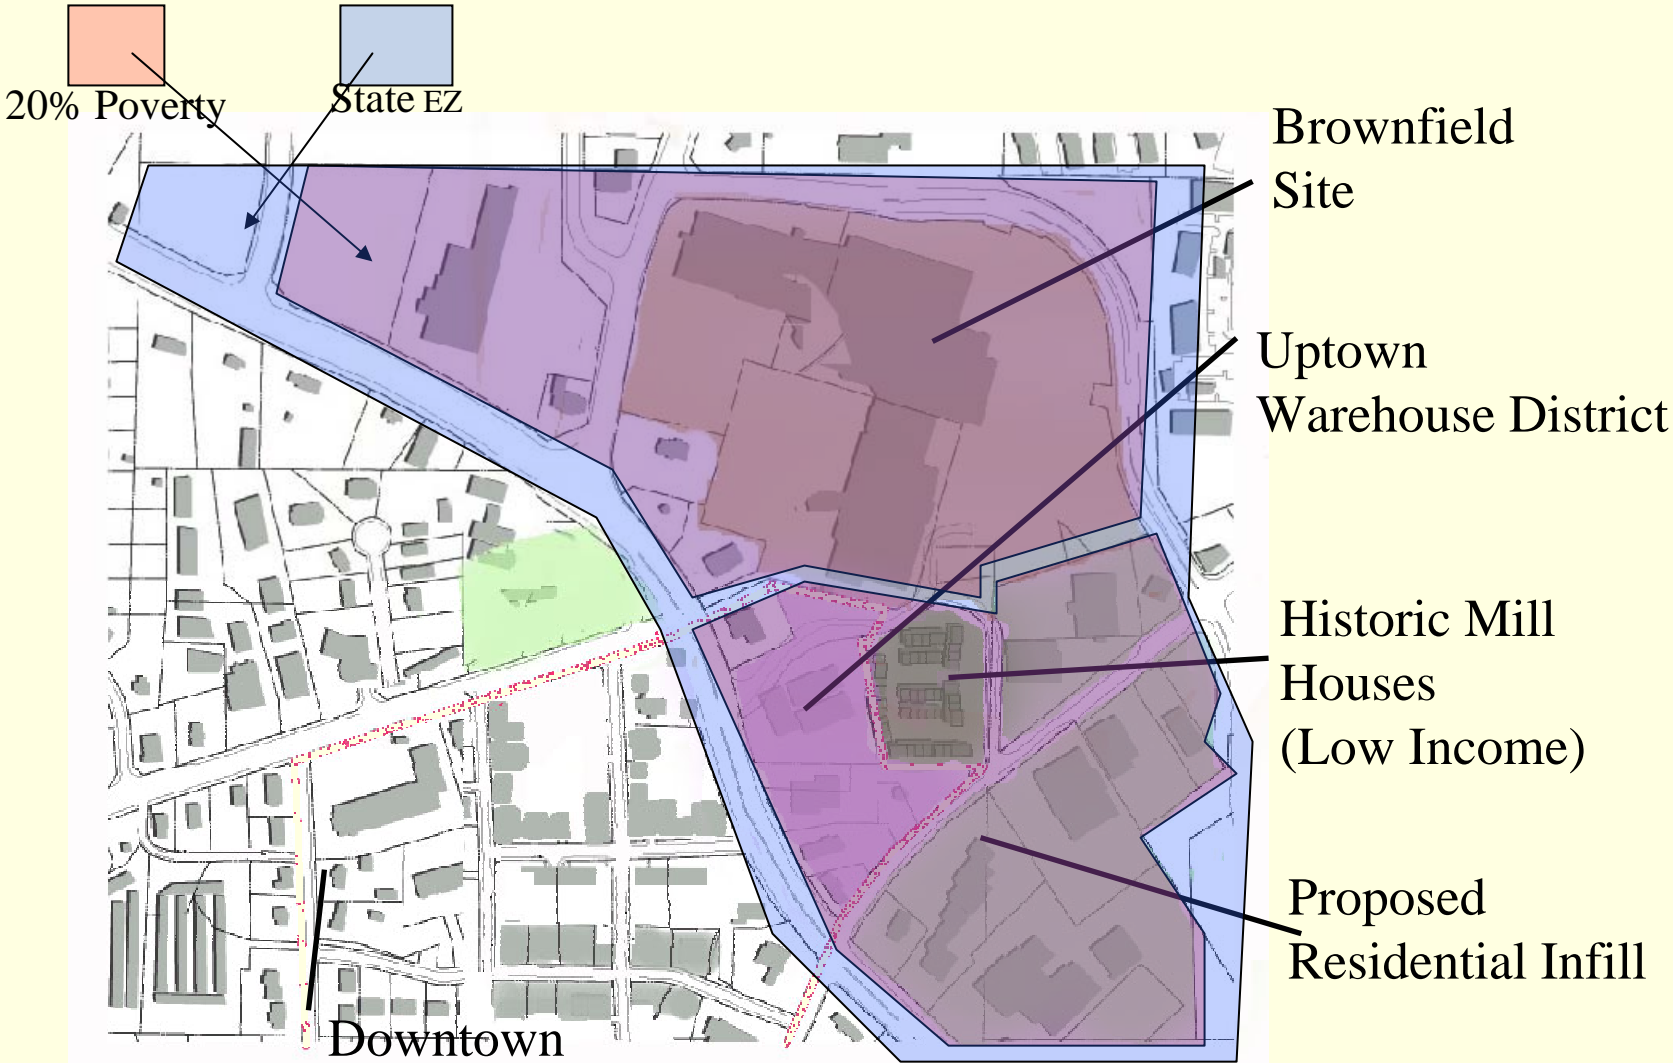 20% Poverty
State EZ
Brownfield
Site
Uptown
Warehouse District
Historic Mill
Houses
(Low Income)
Proposed
Residential Infill
Downtown